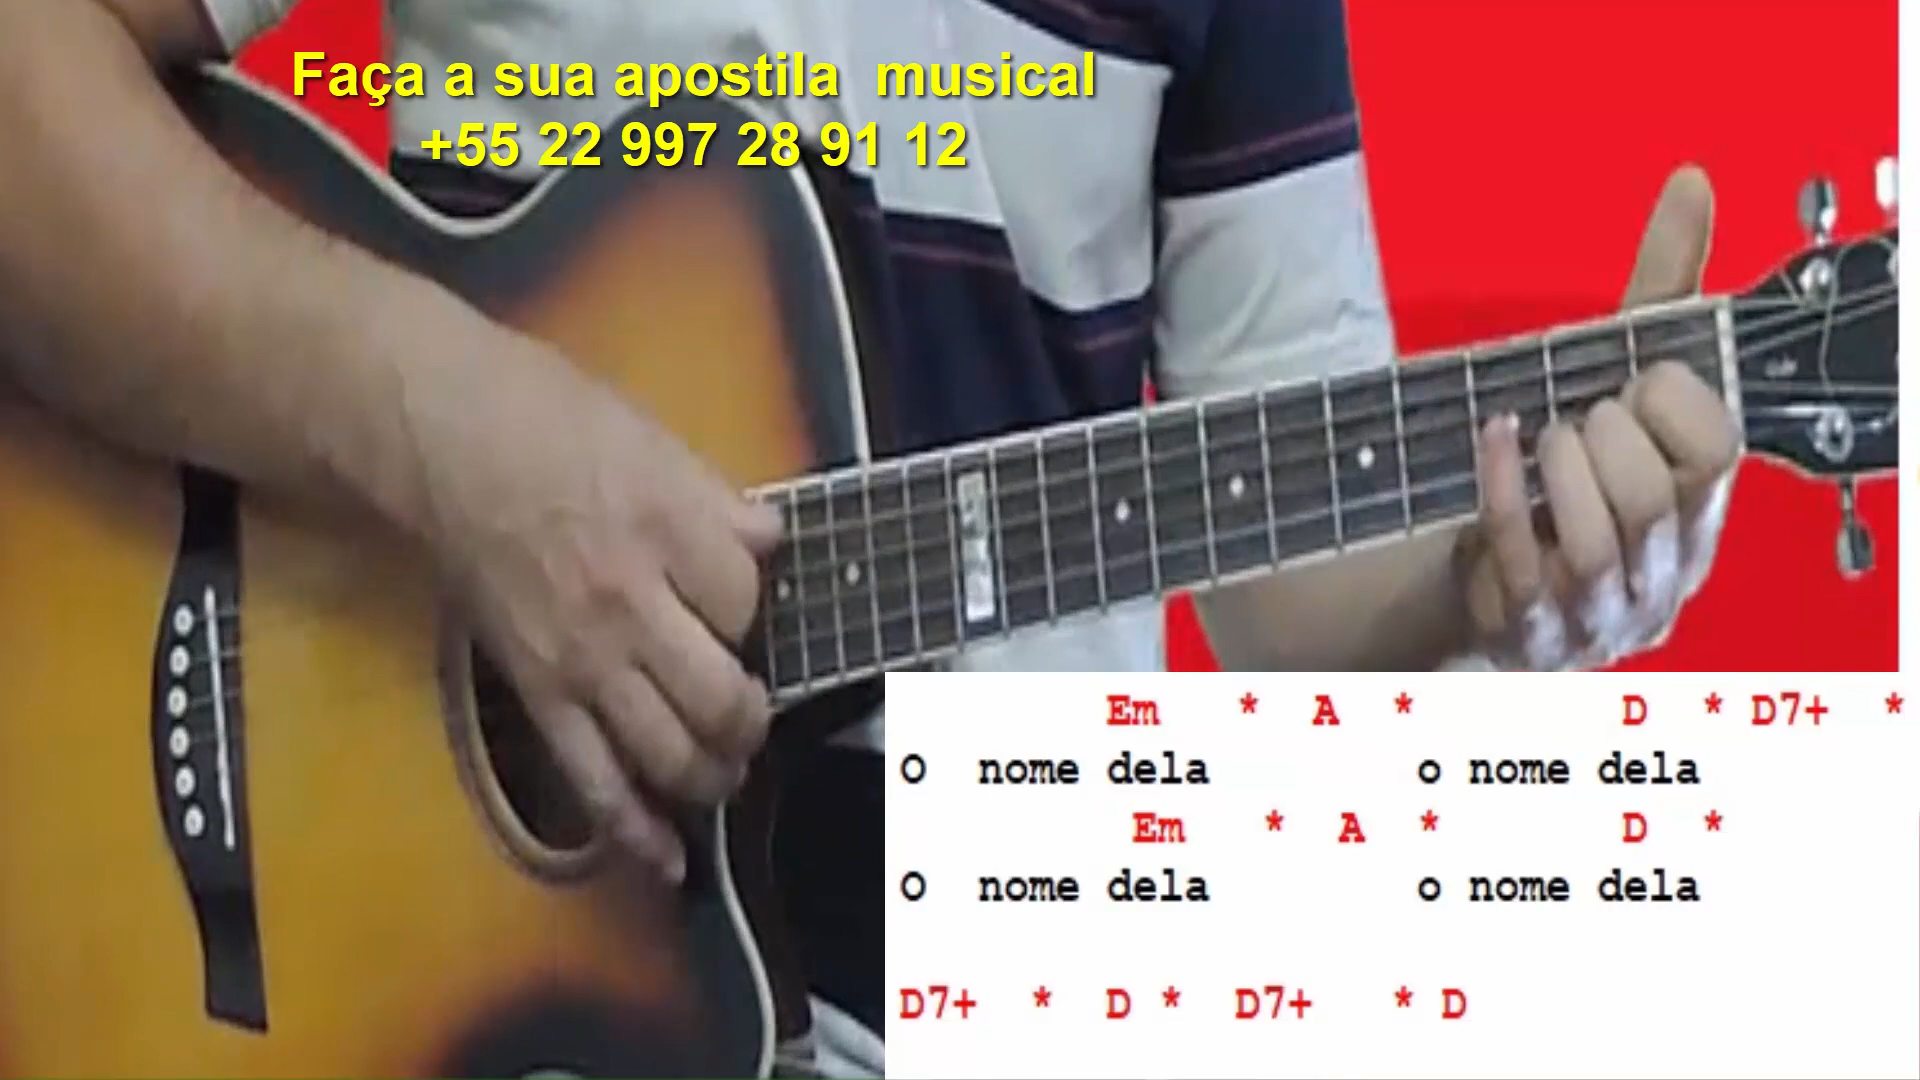 Faça a sua apostila  musical
+55 22 997 28 91 12
Em * A * D * D7+ *
O nome dela o nome dela
Em * A * D *
O nome dela o nome dela
D7+ * D * D7+ * D